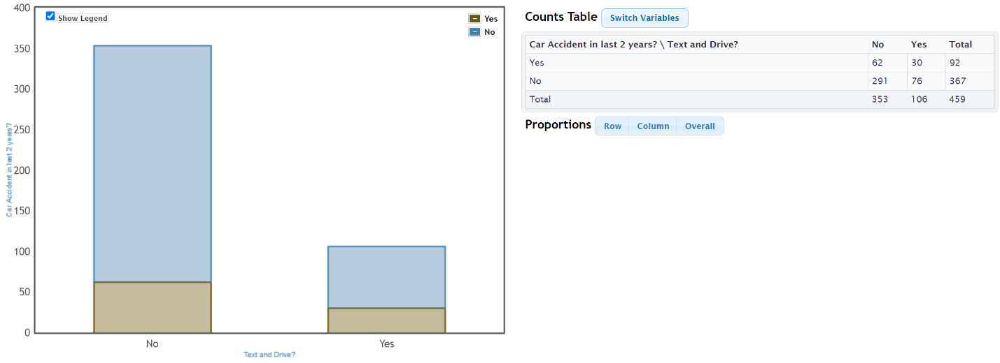 400
350
300
250
200
150
100
50
0
Car Accident in last 2 years?
Show Legend
Yes
No
No Yes
Text and Drive?
Counts Table Switch Variables
Car Accident in last 2 years? \ Text and Drive? No Yes Total
Yes 62 30 92
No 291 76 367
Total 353 106 459
Proportions Row Column Overall